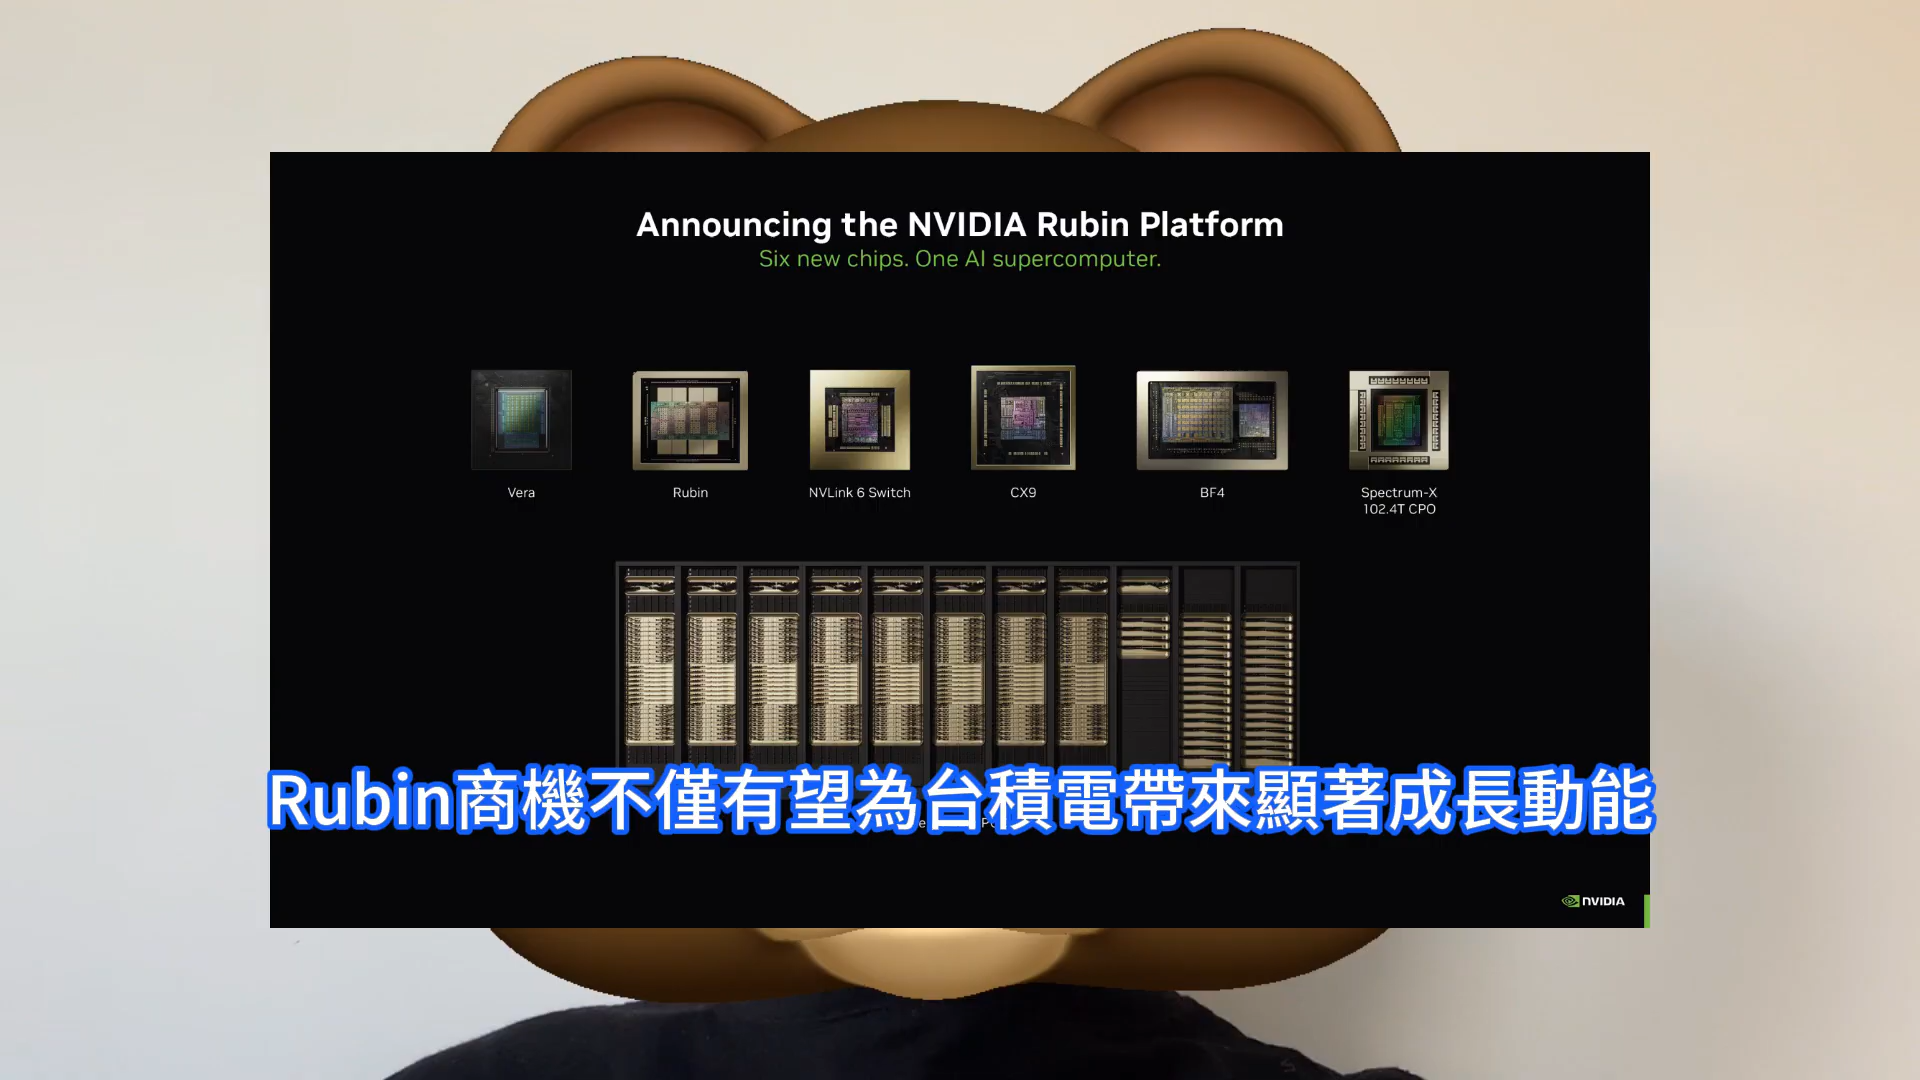 Announcing the NVIDIA Rubin Platform
Six new chips. One AI supercomputer.
Vera
Rubin
NVLink 6 Switch
CX9
BF4
Spectrum-X
102.4T CPO
Rubin商機不僅有望為台積電帶來顯著成長動能
NVIDIA